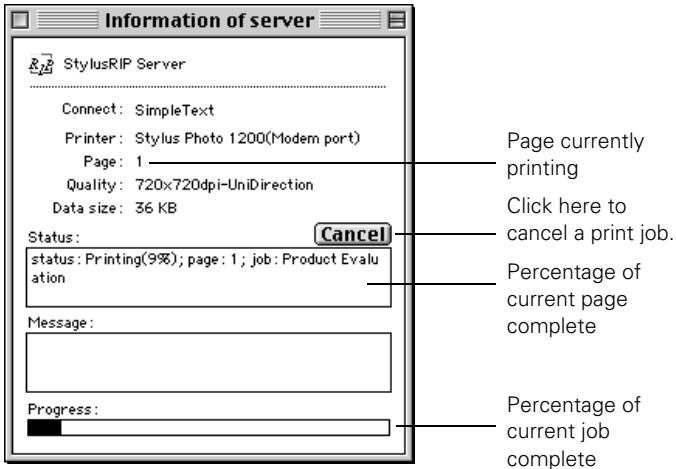 Information of server
RIP StylusRIP Server
Connect: SimpleText
Printer: Stylus Photo 1200(Modem port)
Page: 1
Quality: 720x720dpi-UniDirection
Data size: 36 KB
Status:
Cancel
status:Printing(9%);page:1;job:Product Evalu
ation
Message:
Progress:
Page currently
printing
Click here to
cancel a print job.
Percentage of
current page
complete
Percentage of
current job
complete